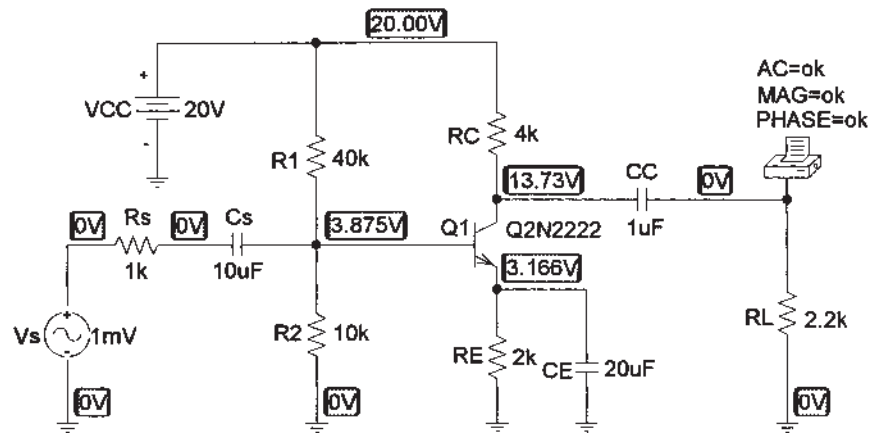 20.00V
AC=ok
MAG=ok
PHASE=ok
+
VCC
20V
-
R1
40k
RC
4k
13.73V
CC
1uF
0V
0V
Rs
1k
0V
Cs
10uF
3.875V
Q1
Q2N2222
3.166V
Vs
+
-
1mV
R2
10k
RE
2k
CE
20uF
RL
2.2k
0V
0V
0V